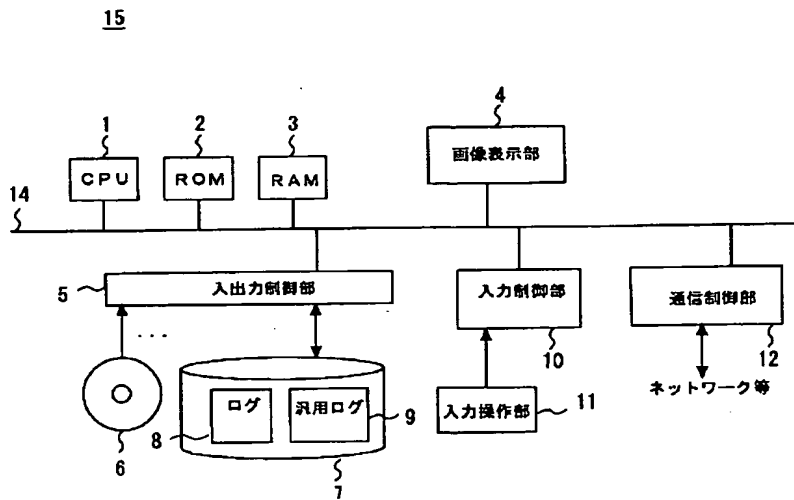 15
1
2
3
4
CPU
ROM
RAM
画像表示部
14
5
入出力制御部
入力制御部
通信制御部
10
12
...
ネットワーク等
ログ
汎用ログ
8
9
入力操作部
11
6
7